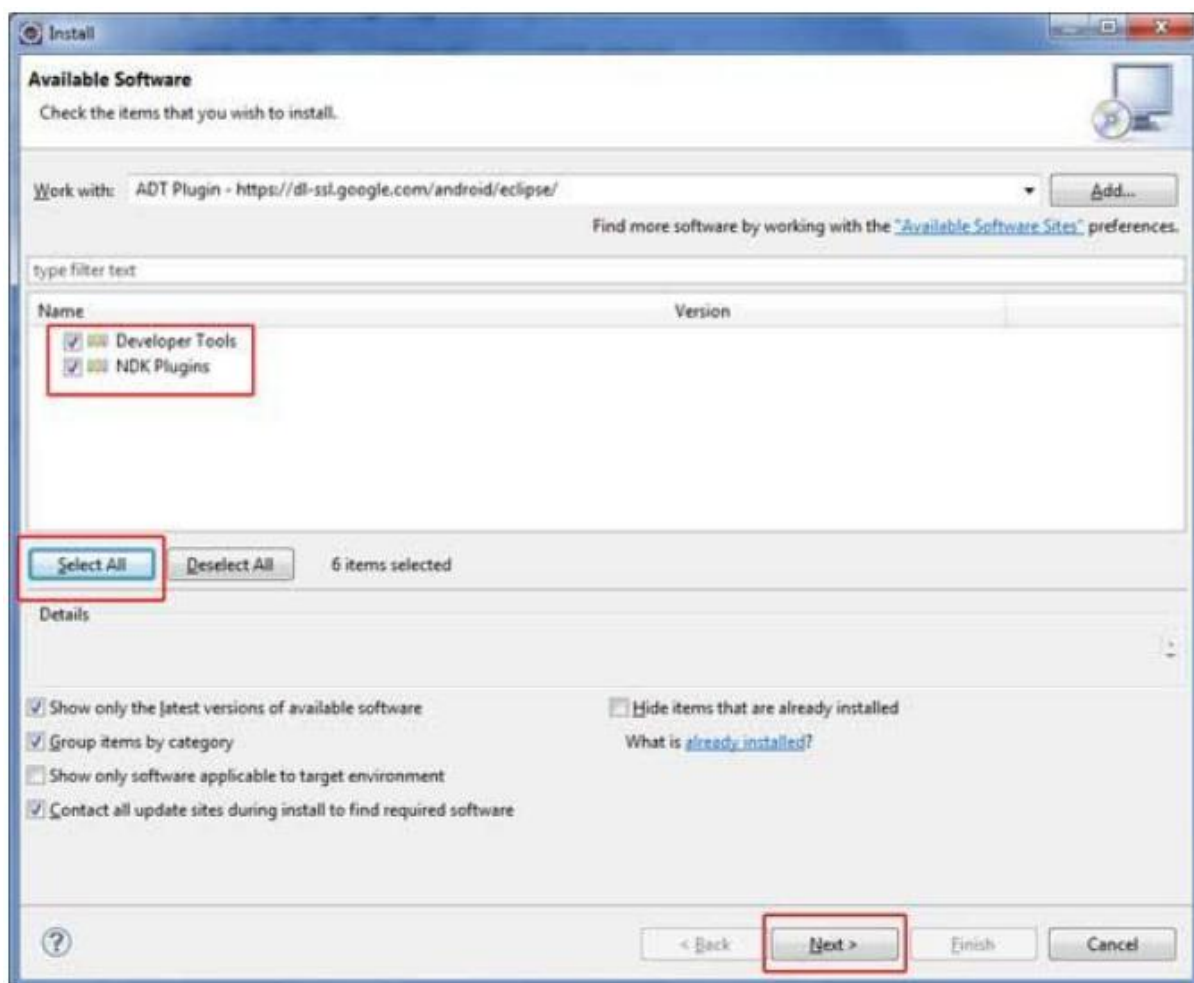 Install
Available Software
Check the items that you wish to install.
Work with: ADT Plugin - https://dl-ssl.google.com/android/eclipse/ Add...
Find more software by working with the "Available Software Sites" preferences.
type filter text
Name Version
Developer Tools
NDK Plugins
Select All Deselect All 6 items selected
Details
Show only the latest versions of available software Hide items that are already installed
Group items by category What is already installed?
Show only software applicable to target environment
Contact all update sites during install to find required software
? < Back Next > Finish Cancel